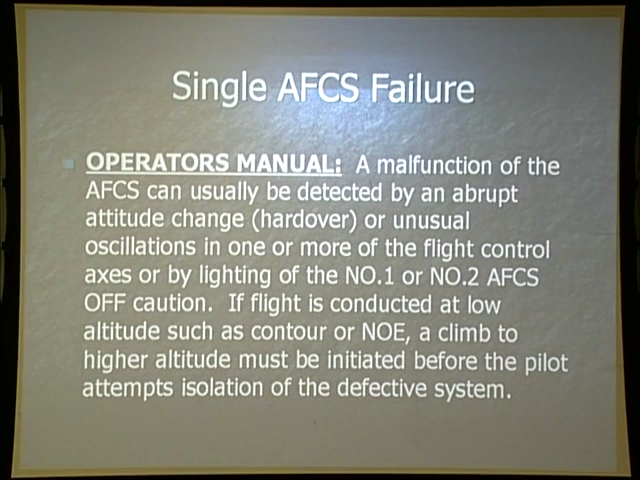 Single AFCS Failure
OPERATORS MANUAL: A malfunction of the
AFCS can usually be detected by an abrupt
attitude change (hardover) or unusual
oscillations in one or more of the flight control
axes or by lighting of the NO.1 or NO.2 AFCS
OFF caution. If flight is conducted at low
altitude such as contour or NOE, a climb to
higher altitude must be initiated before the pilot
attempts isolation of the defective system.